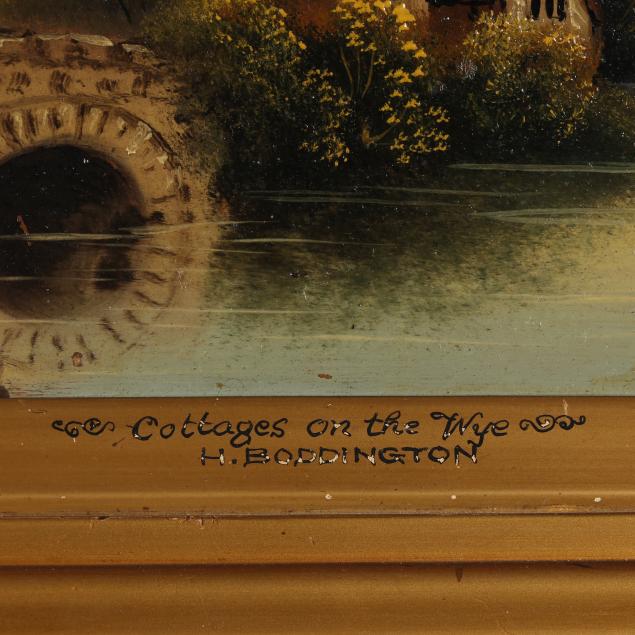 Cottages on the Wye
H. BODDINGTON